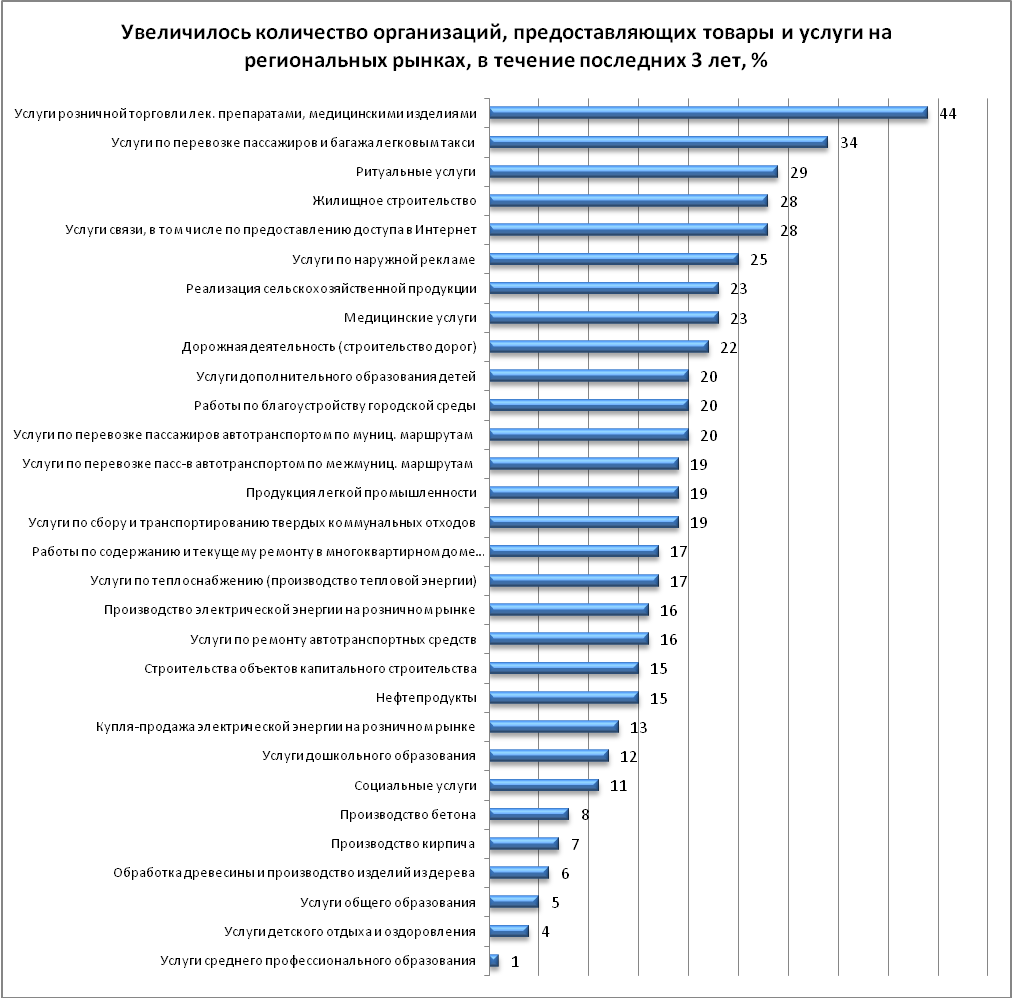 Увеличилось количество организаций, предоставляющих товары и услуги на
региональных рынках, в течение последних 3 лет, %
Услуги розничной торговли лек. препаратами, медицинскими изделиями 44
Услуги по перевозке пассажиров и багажа легковым такси 34
Ритуальные услуги 29
Жилищное строительство 28
Услуги связи, в том числе по предоставлению доступа в Интернет 28
Услуги по наружной рекламе 25
Реализация сельскохозяйственной продукции 23
Медицинские услуги 23
Дорожная деятельность (строительство дорог) 22
Услуги дополнительного образования детей 20
Работы по благоустройству городской среды 20
Услуги по перевозке пассажиров автотранспортом по муниц. маршрутам 20
Услуги по перевозке пасс-в автотранспортом по межмуниц. маршрутам 19
Продукция легкой промышленности 19
Услуги по сбору и транспортированию твердых коммунальных отходов 19
Работы по содержанию и текущему ремонту в многоквартирном доме... 17
Услуги по теплоснабжению (производство тепловой энергии) 17
Производство электрической энергии на розничном рынке 16
Услуги по ремонту автотранспортных средств 16
Строительства объектов капитального строительства 15
Нефтепродукты 15
Купля-продажа электрической энергии на розничном рынке 13
Услуги дошкольного образования 12
Социальные услуги 11
Производство бетона 8
Производство кирпича 7
Обработка древесины и производство изделий из дерева 6
Услуги общего образования 5
Услуги детского отдыха и оздоровления 4
Услуги среднего профессионального образования 1